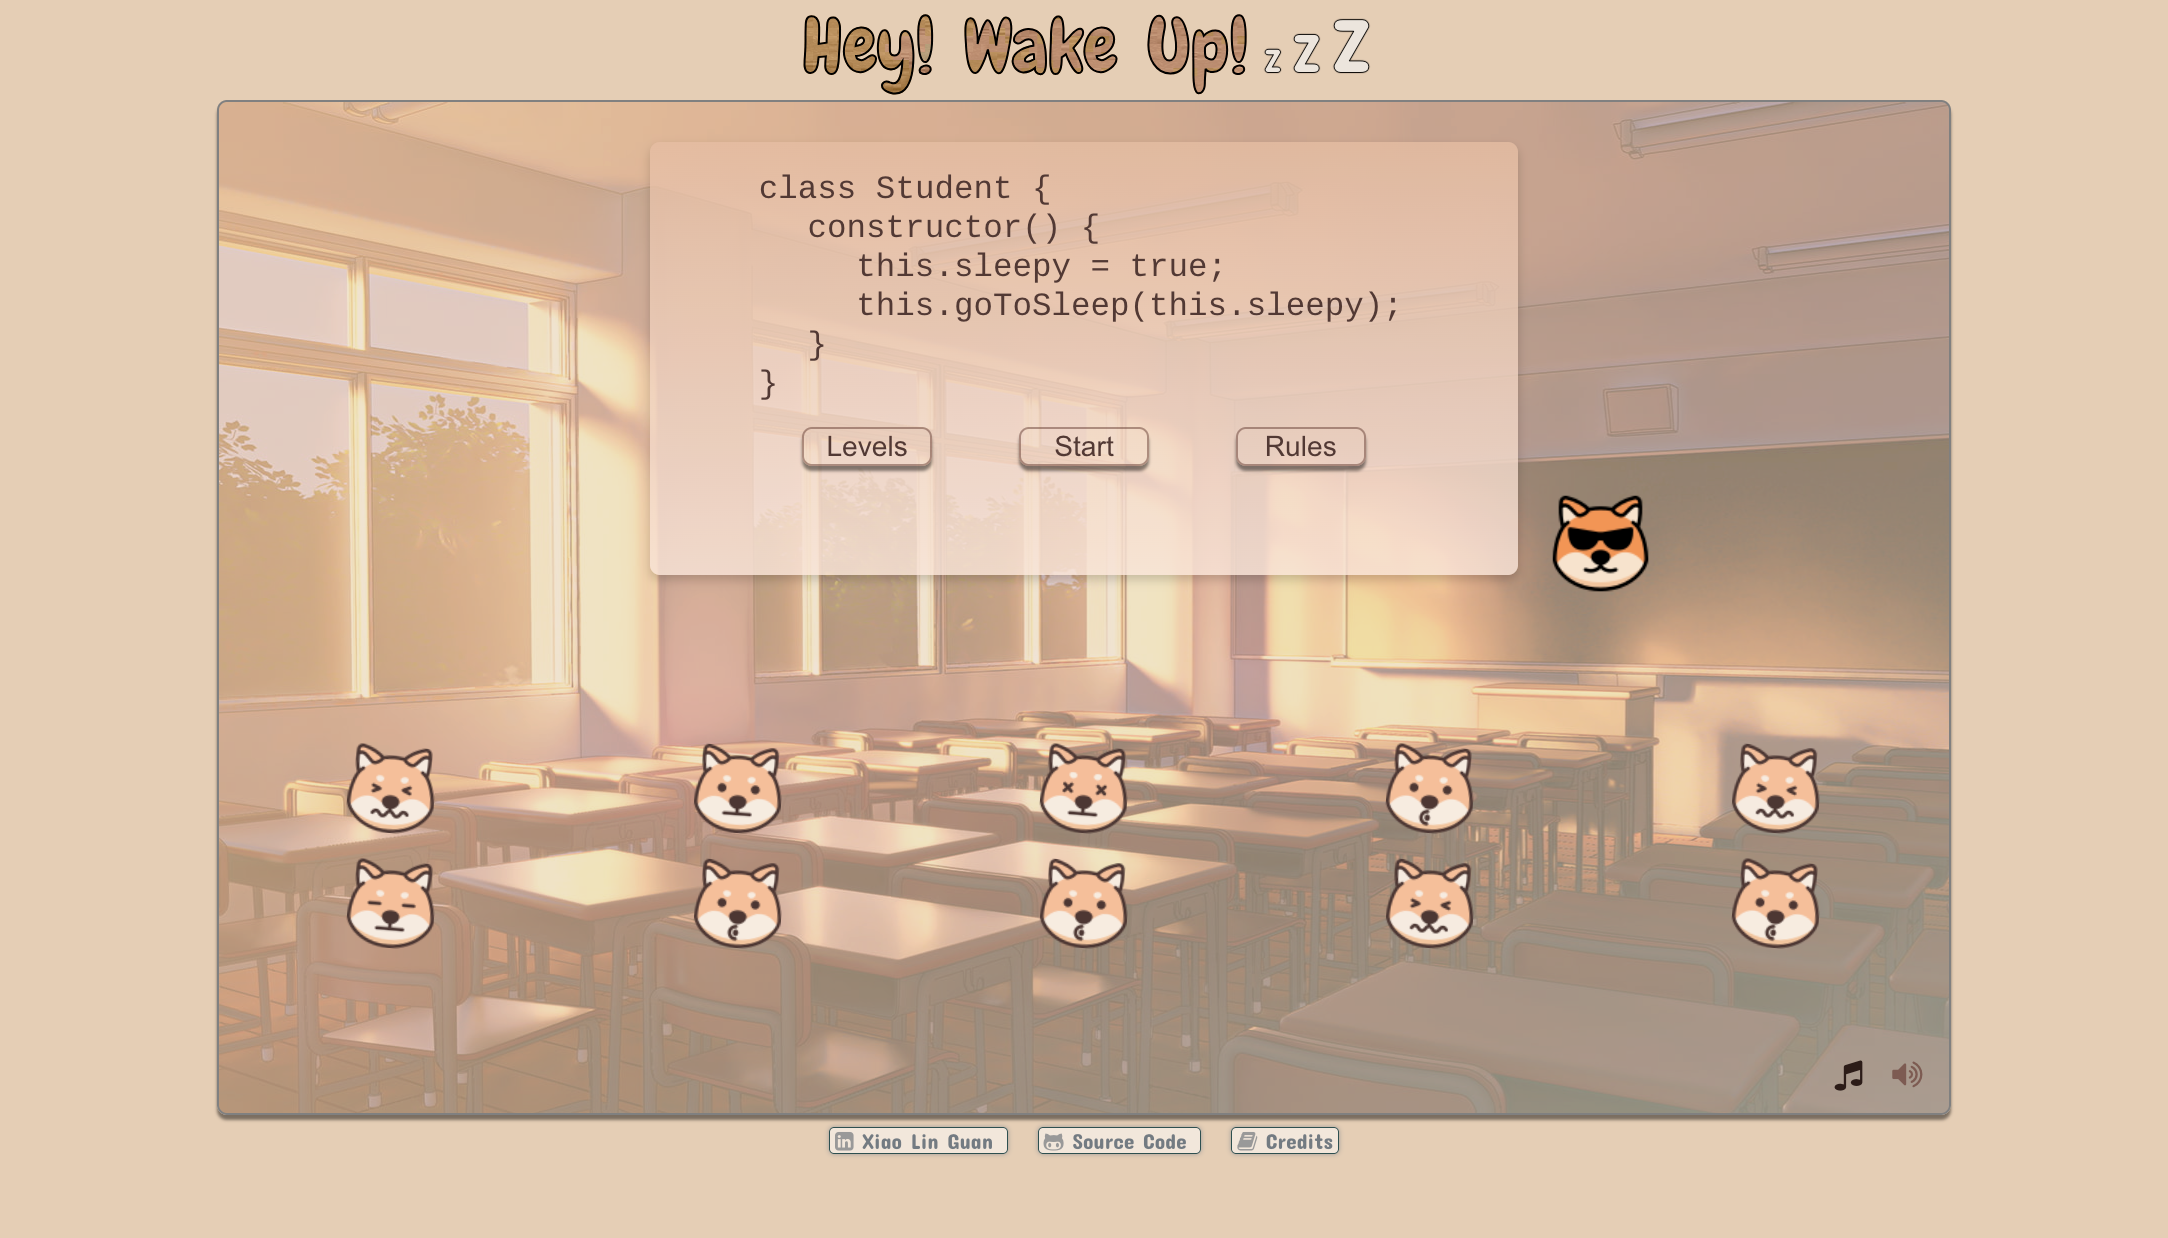 Hey! Wake Up! z z Z
class Student {
constructor() {
this.sleepy = true;
this.goToSleep(this.sleepy);
}
}
Levels Start Rules
in Xiao Lin Guan Source Code Credits